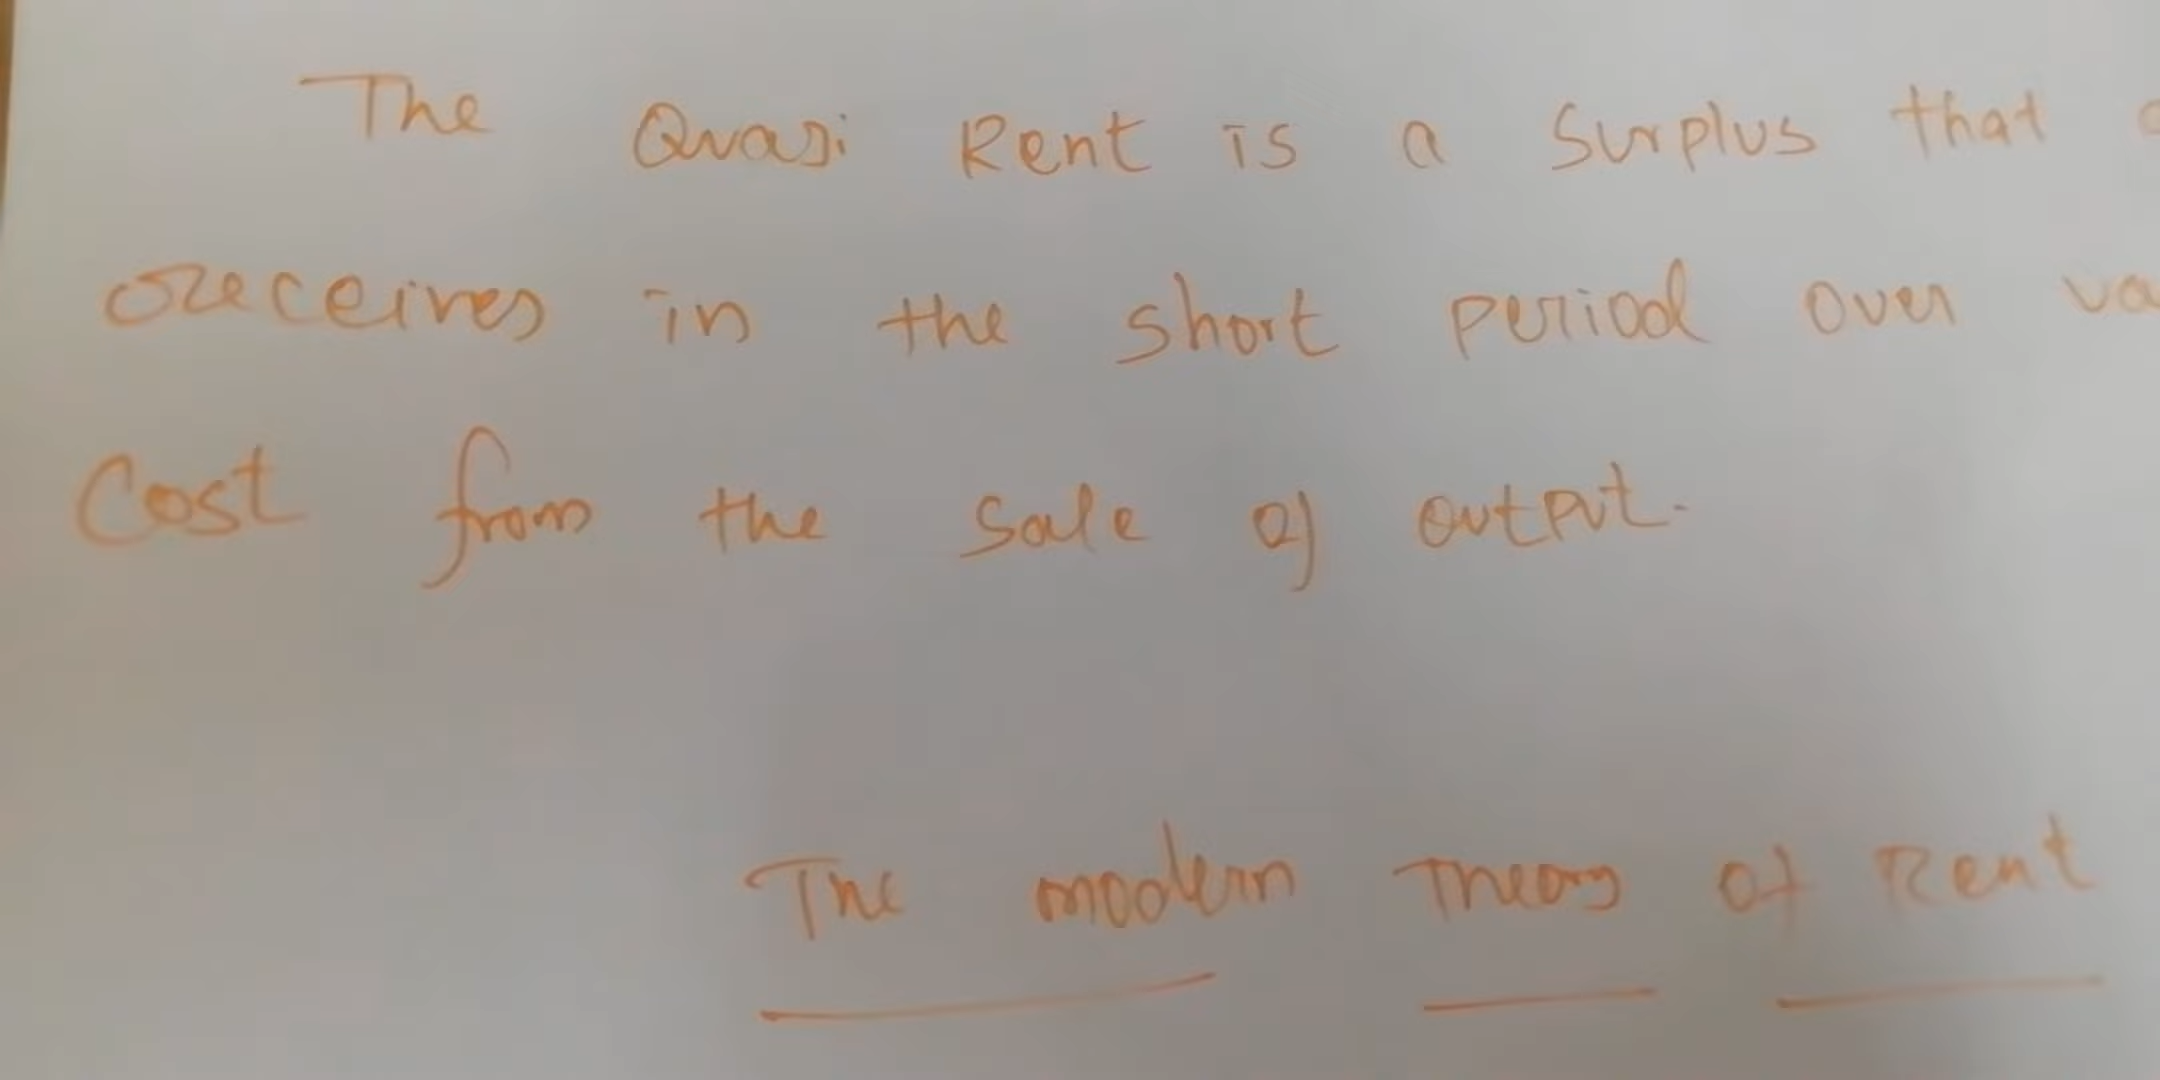 The Quasi Rent is a Surplus that
receives in the short period over
Cost from the sale of output.
The modern Theory of Rent